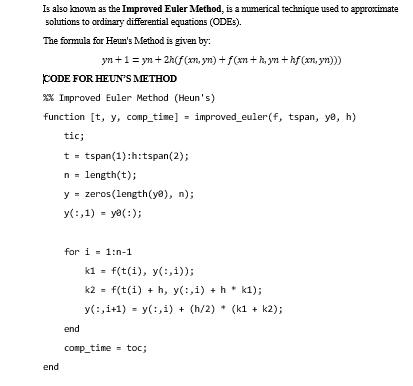 Is also known as the Improved Euler Method, is a numerical technique used to approximate
solutions to ordinary differential equations (ODEs).
The formula for Heun's Method is given by:
yn + 1 = yn + 2h(f(xn, yn) + f(xn + h, yn + hf(xn, yn)))
CODE FOR HEUN'S METHOD
%% Improved Euler Method (Heun's)
function [t, y, comp_time] = improved_euler(f, tspan, y0, h)
tic;
t = tspan(1):h:tspan(2);
n = length(t);
y = zeros(length(y0), n);
y(:,1) = y0(:);
for i = 1:n-1
k1 = f(t(i), y(:,i));
k2 = f(t(i) + h, y(:,i) + h * k1);
y(:,i+1) = y(:,i) + (h/2) * (k1 + k2);
end
comp_time = toc;
end